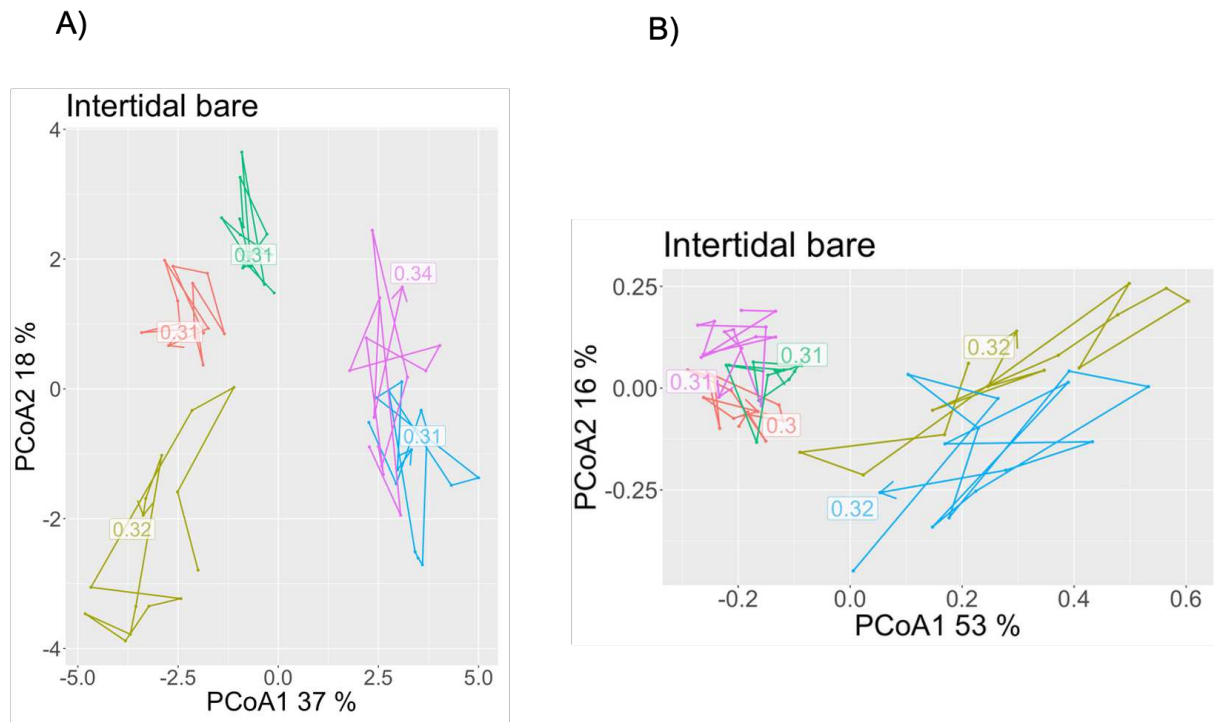 A)
B)
Intertidal bare
4
2
0
-2
-4
PCoA2 18 %
0.31
0.31
0.34
0.31
0.32
-5.0 -2.5 0.0 2.5 5.0
PCoA1 37 %
Intertidal bare
0.25
0.00
-0.25
PCoA2 16 %
0.32
0.31
0.31
0.3
0.32
-0.2 0.0 0.2 0.4 0.6
PCoA1 53 %